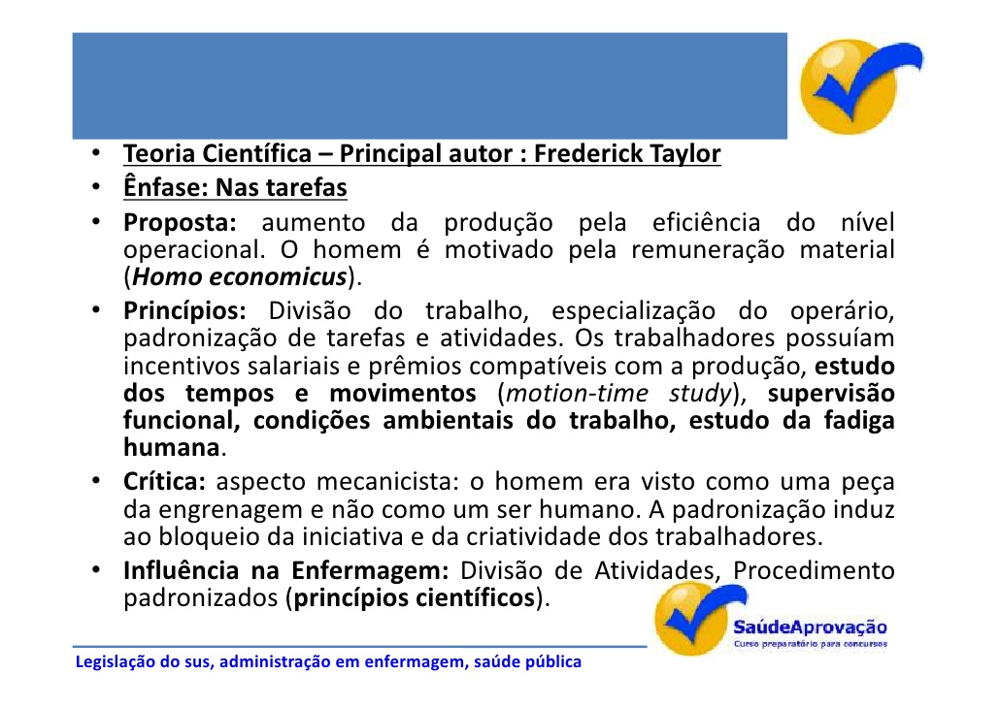 • Teoria Científica – Principal autor : Frederick Taylor
• Ênfase: Nas tarefas
• Proposta: aumento da produção pela eficiência do nível
operacional. O homem é motivado pela remuneração material
(Homo economicus).
• Princípios: Divisão do trabalho, especialização do operário,
padronização de tarefas e atividades. Os trabalhadores possuíam
incentivos salariais e prêmios compatíveis com a produção, estudo
dos tempos e movimentos (motion-time study), supervisão
funcional, condições ambientais do trabalho, estudo da fadiga
humana.
• Crítica: aspecto mecanicista: o homem era visto como uma peça
da engrenagem e não como um ser humano. A padronização induz
ao bloqueio da iniciativa e da criatividade dos trabalhadores.
• Influência na Enfermagem: Divisão de Atividades, Procedimento
padronizados (princípios científicos).
SaúdeAprovação
Curso preparatório para concursos
Legislação do sus, administração em enfermagem, saúde pública